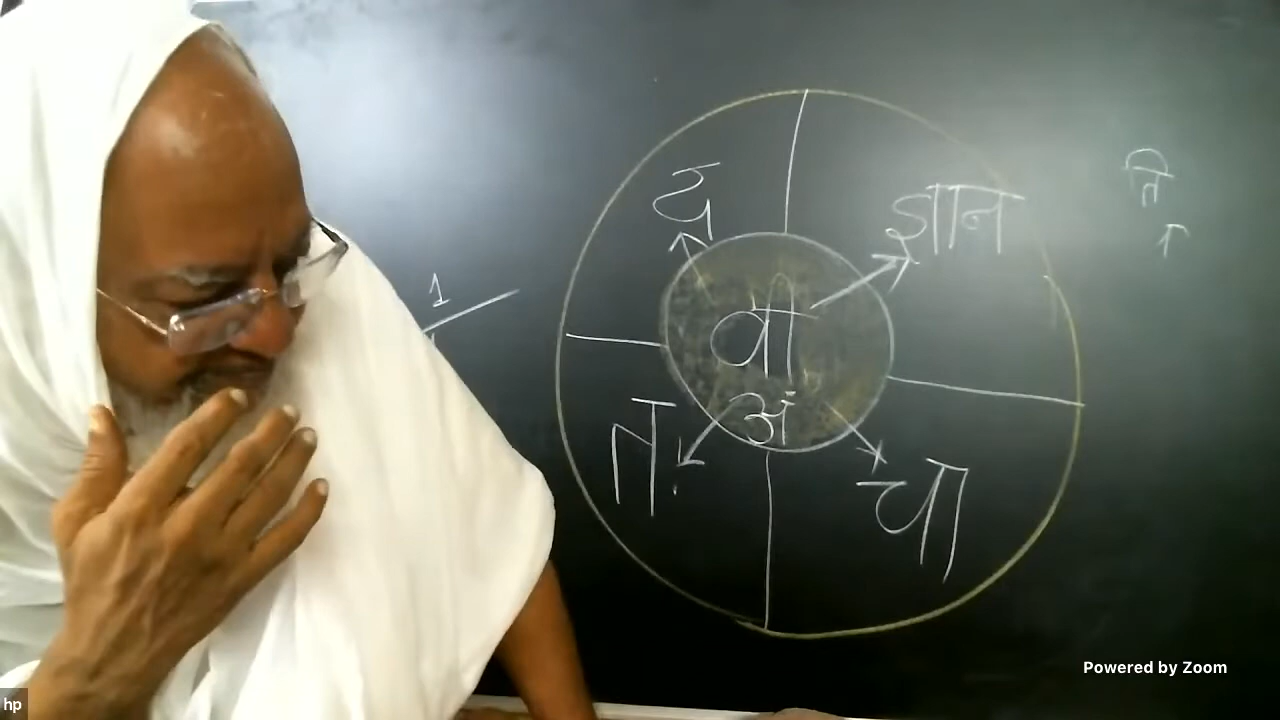 य
ज्ञान
ति
1
वा
अं
त
या
Powered by Zoom
hp